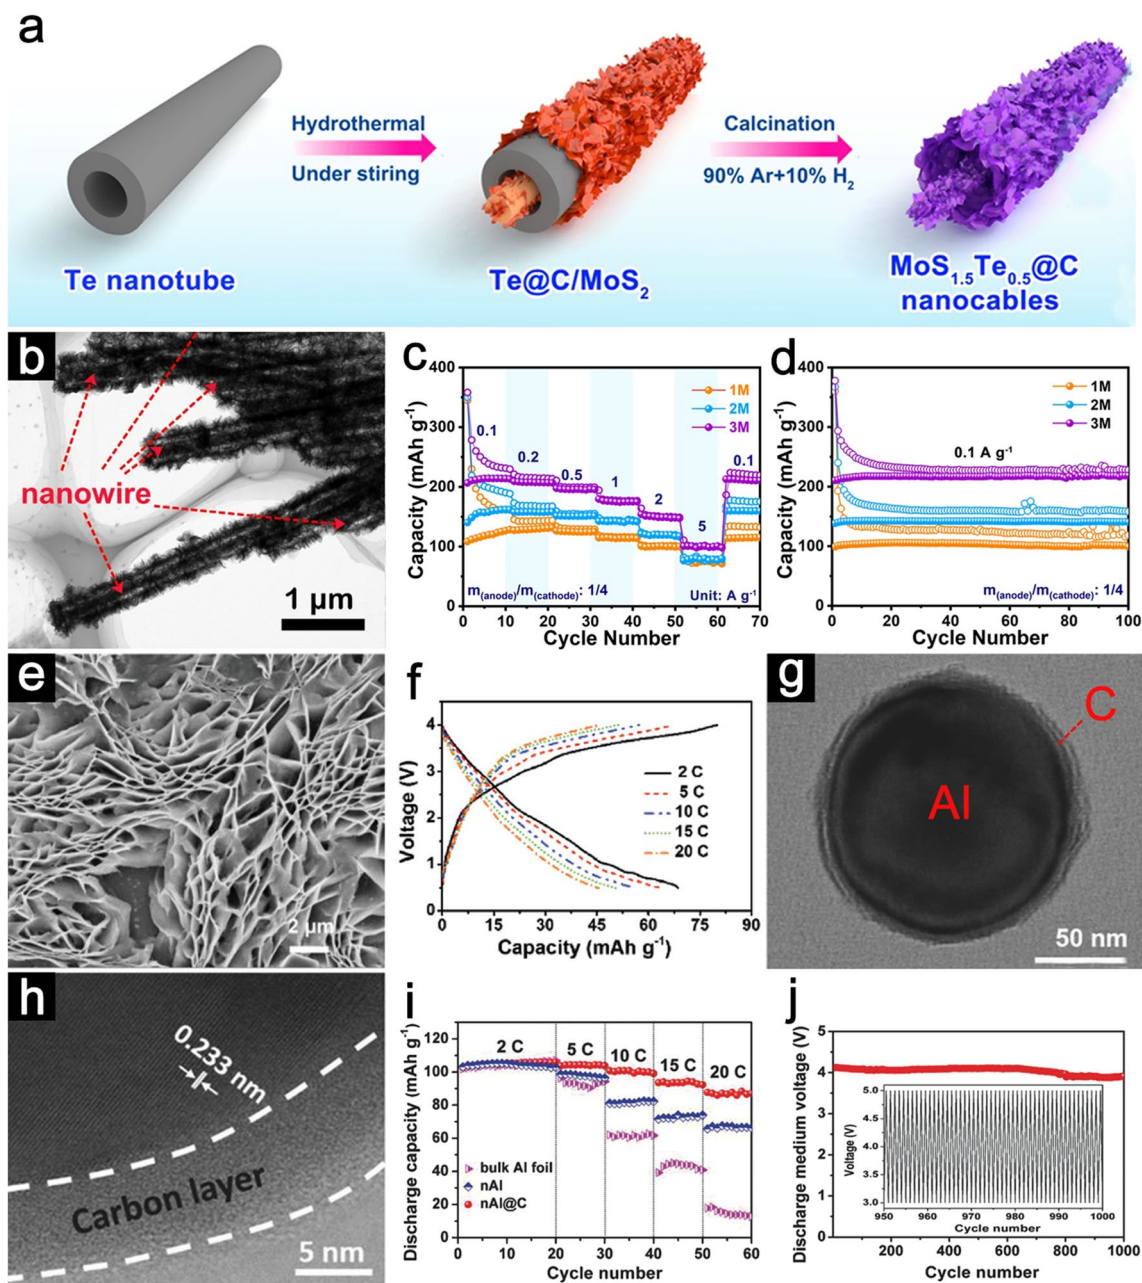 a
Hydrothermal
Under stiring
Calcination
90% Ar+10% H₂
Te nanotube
Te@C/MoS₂
MoS₁.₅Te₀.₅@C
nanocables
b
nanowire
1 μm
c
Capacity (mAh g⁻¹)
400
300
200
100
0
1M
2M
3M
0.1
0.2
0.5
1
2
5
0.1
m(anode)/m(cathode): 1/4
Unit: A g⁻¹
0 10 20 30 40 50 60 70
Cycle Number
d
Capacity (mAh g⁻¹)
400
300
200
100
0
1M
2M
3M
0.1 A g⁻¹
m(anode)/m(cathode): 1/4
0 20 40 60 80 100
Cycle Number
e
2 μm
f
Voltage (V)
4
3
2
1
0
2 C
5 C
10 C
15 C
20 C
0 15 30 45 60 75 90
Capacity (mAh g⁻¹)
g
C
Al
50 nm
h
0.233 nm
Carbon layer
5 nm
i
Discharge capacity (mAh g⁻¹)
120
100
80
60
40
20
0
2 C
5 C
10 C
15 C
20 C
bulk Al foil
nAl
nAl@C
0 10 20 30 40 50 60
Cycle number
j
Discharge medium voltage (V)
5
4
3
2
1
0
Voltage (V)
5.0
4.5
4.0
3.5
3.0
950 960 970 980 990 1000
Cycle number
0 200 400 600 800 1000
Cycle number